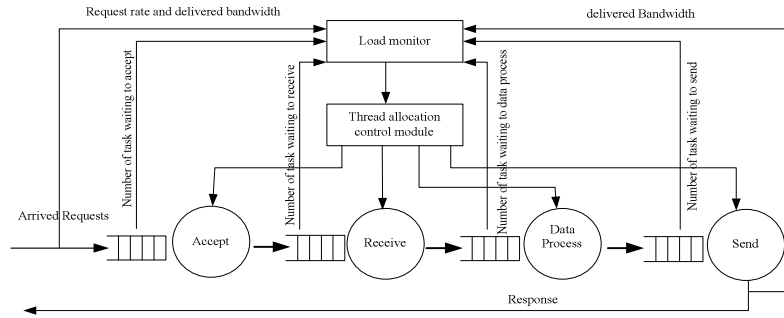 Request rate and delivered bandwidth
delivered Bandwidth
Load monitor
Number of task waiting to accept
Number of task waiting to receive
Number of task waiting to data process
Number of task waiting to send
Thread allocation
control module
Arrived Requests
Accept
Receive
Data
Process
Send
Response